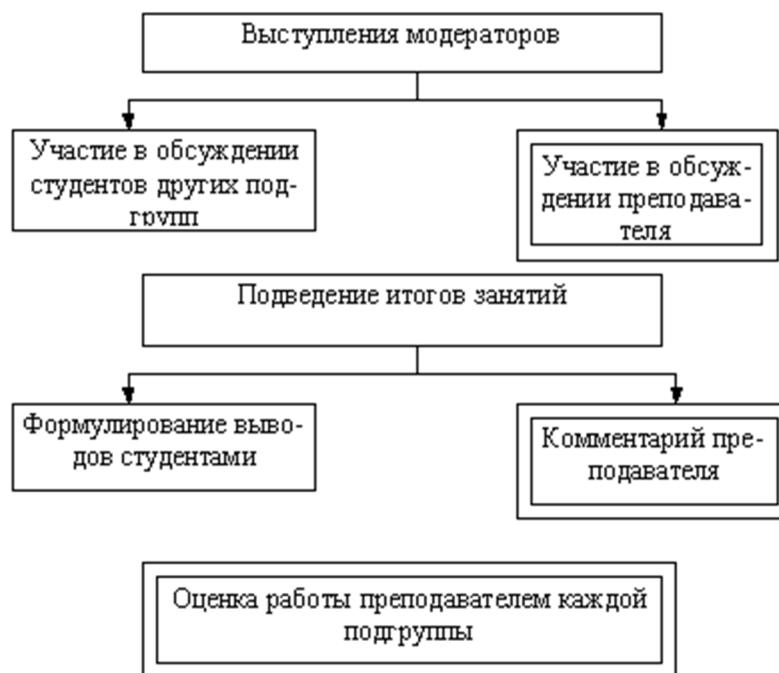 Выступления модераторов
Участие в обсуждении
студентов других под-
групп
Участие в обсуж-
дении преподава-
теля
Подведение итогов занятий
Формулирование выво-
дов студентами
Комментарий пре-
подавателя
Оценка работы преподавателем каждой
подгруппы